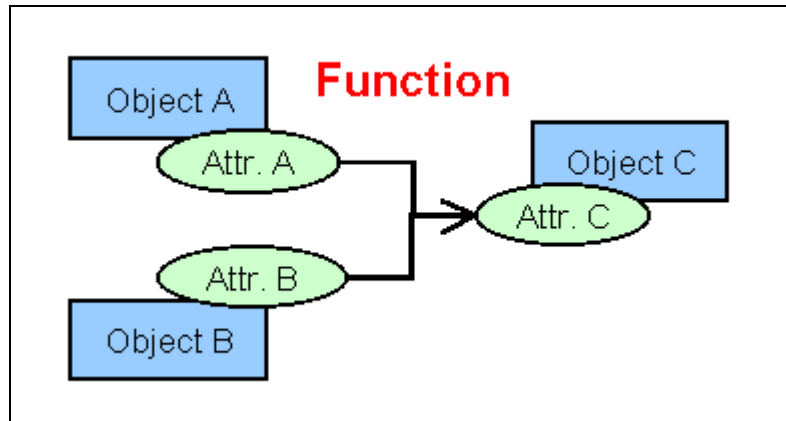 Function
Object A
Attr. A
Object C
Attr. C
Attr. B
Object B